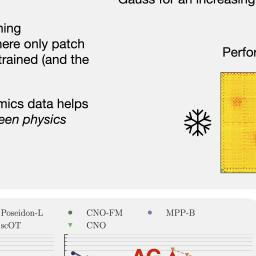 Gauss for an increasing
ning
here only patch
trained (and the
Perfor
mics data helps
een physics
Poseidon-L
CNO-FM
MPP-B
scOT
CNO
AC